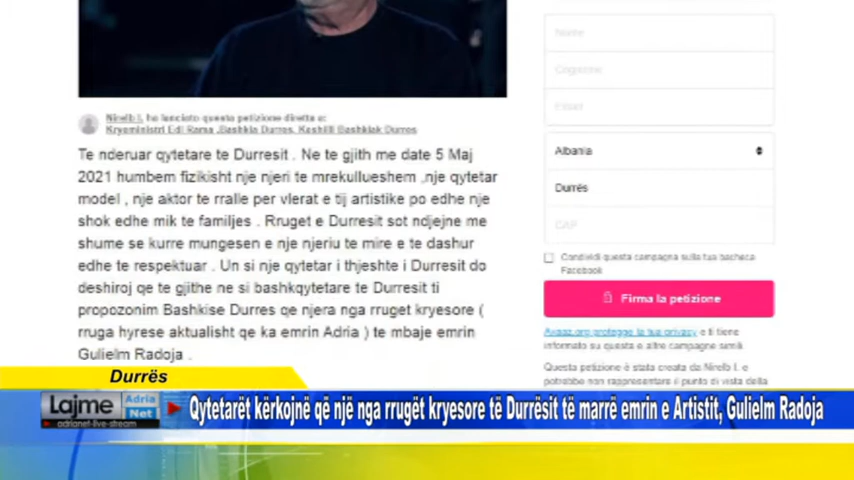 Nirelb I. ha lanciato questa petizione diretta a:
Kryeministri Edi Rama ,Bashkia Durres, Keshilli Bashkiak Durres
Te nderuar qytetare te Durresit . Ne te gjith me date 5 Maj
2021 humbem fizikisht nje njeri te mrekullueshem ,nje qytetar
model , nje aktor te rralle per vlerat e tij artistike po edhe nje
shok edhe mik te familjes . Rruget e Durresit sot ndjejne me
shume se kurre mungesen e nje njeriu te mire e te dashur
edhe te respektuar . Un si nje qytetar i thjeshte i Durresit do
deshiroj qe te gjithe ne si bashkqytetare te Durresit ti
propozonim Bashkise Durres qe njera nga rruget kryesore (
rruga hyrese aktualisht qe ka emrin Adria ) te mbaje emrin
Gulielm Radoja .
Nome
Cognome
Email
Albania
Durrës
CAP
Condividi questa campagna sulla tua bacheca
Facebook
Firma la petizione
Avaaz.org protegge la tua privacy e ti tiene
informato su questa e altre campagne simili.
Questa petizione è stata creata da Nirelb I. e
potrebbe non rappresentare il punto di vista della
Durrës
Lajme Adria Net
adrianet-live-stream
Qytetarët kërkojnë që një nga rrugët kryesore të Durrësit të marrë emrin e Artistit, Gulielm Radoja